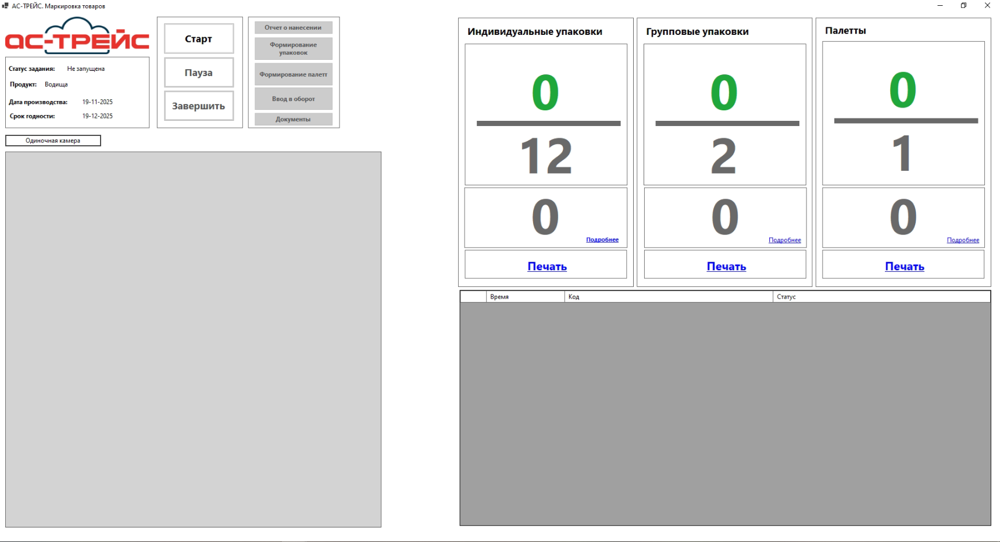 АС-ТРЕЙС. Маркировка товаров
ас-ТРЕЙС
Статус задания: Не запущена
Продукт: Водища
Дата производства: 19-11-2025
Срок годности: 19-12-2025
Старт
Пауза
Завершить
Отчет о нанесении
Формирование
упаковок
Формирование палетт
Ввод в оборот
Документы
Одиночная камера
Индивидуальные упаковки
0
12
0
Подробнее
Печать
Групповые упаковки
0
2
0
Подробнее
Печать
Палетты
0
1
0
Подробнее
Печать
Время Код Статус